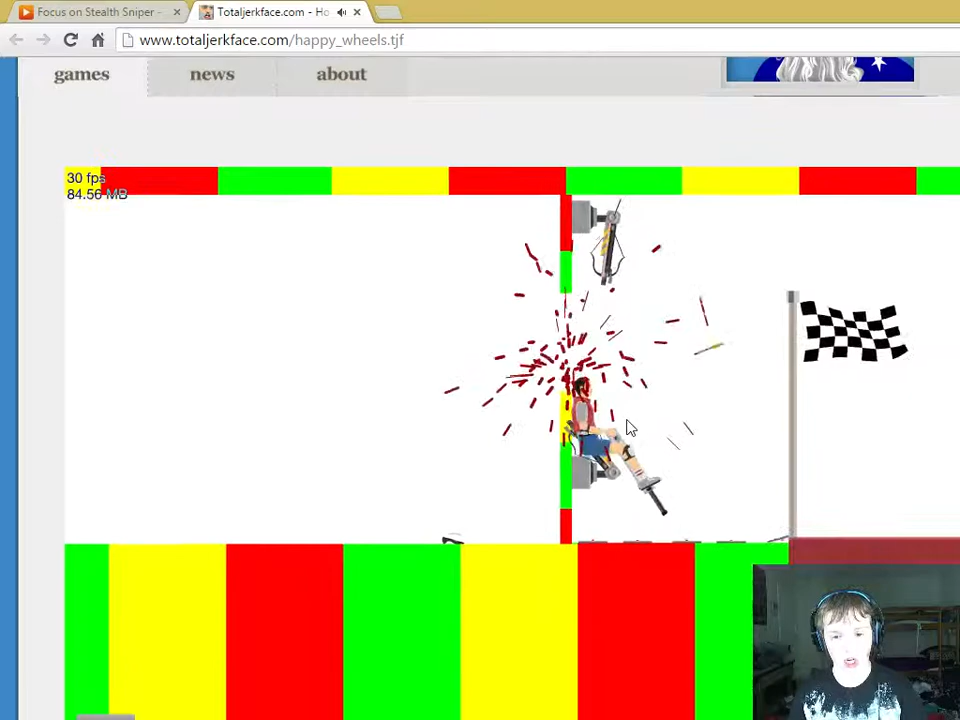 Focus on Stealth Sniper -
Totaljerkface.com - Ho
www.totaljerkface.com/happy_wheels.tjf
games
news
about
30 fps
84.56 MB